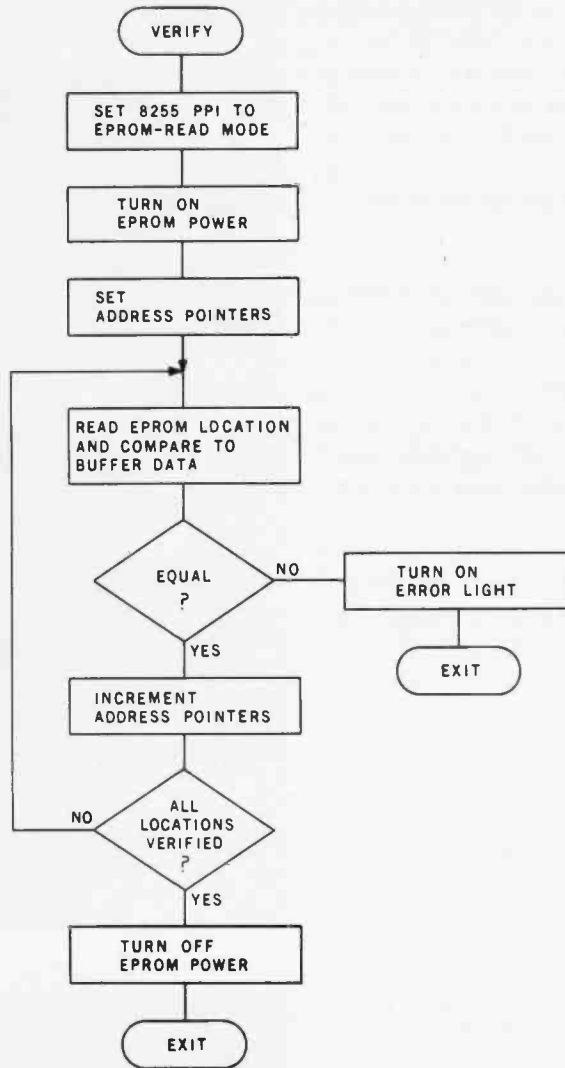 VERIFY
SET 8255 PPI TO
EPROM-READ MODE
TURN ON
EPROM POWER
SET
ADDRESS POINTERS
READ EPROM LOCATION
AND COMPARE TO
BUFFER DATA
EQUAL
?
NO
TURN ON
ERROR LIGHT
EXIT
YES
INCREMENT
ADDRESS POINTERS
ALL
LOCATIONS
VERIFIED
?
NO
YES
TURN OFF
EPROM POWER
EXIT